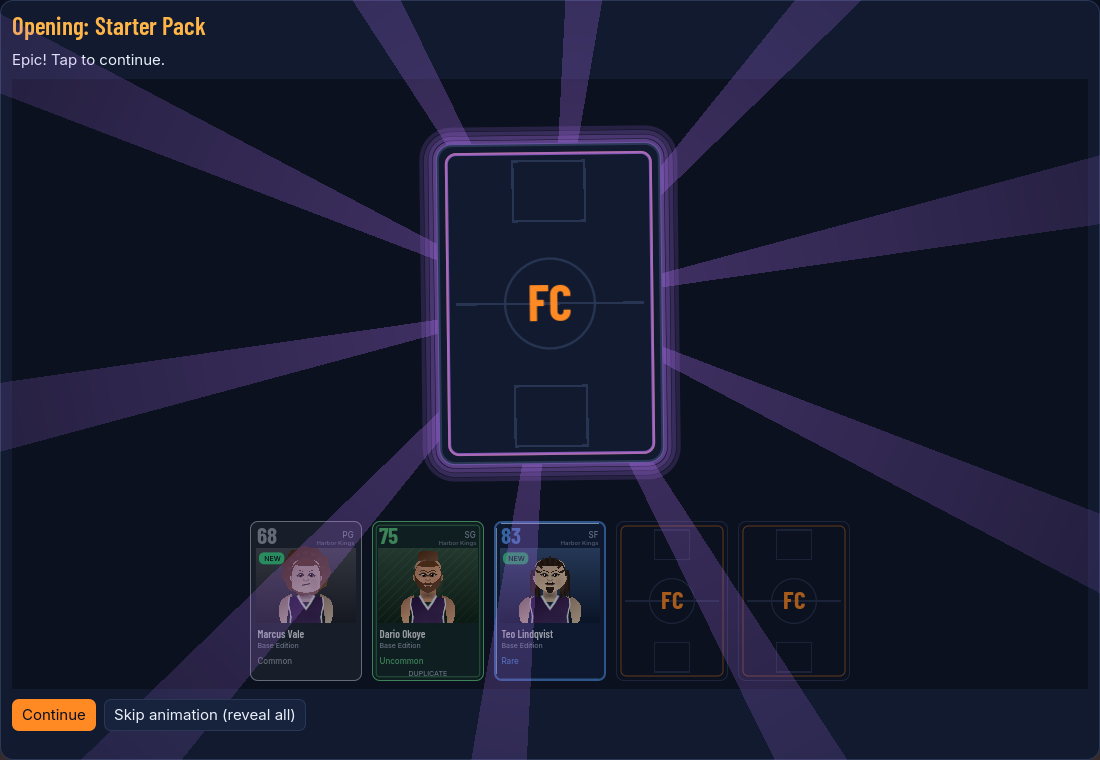 Opening: Starter Pack
Epic! Tap to continue.
FC
68
PG
Harbor Kings
NEW
Marcus Vale
Base Edition
Common
75
SG
Harbor Kings
Dario Okoye
Base Edition
Uncommon
DUPLICATE
83
SF
Harbor Kings
NEW
Teo Lindqvist
Base Edition
Rare
FC
FC
Continue
Skip animation (reveal all)